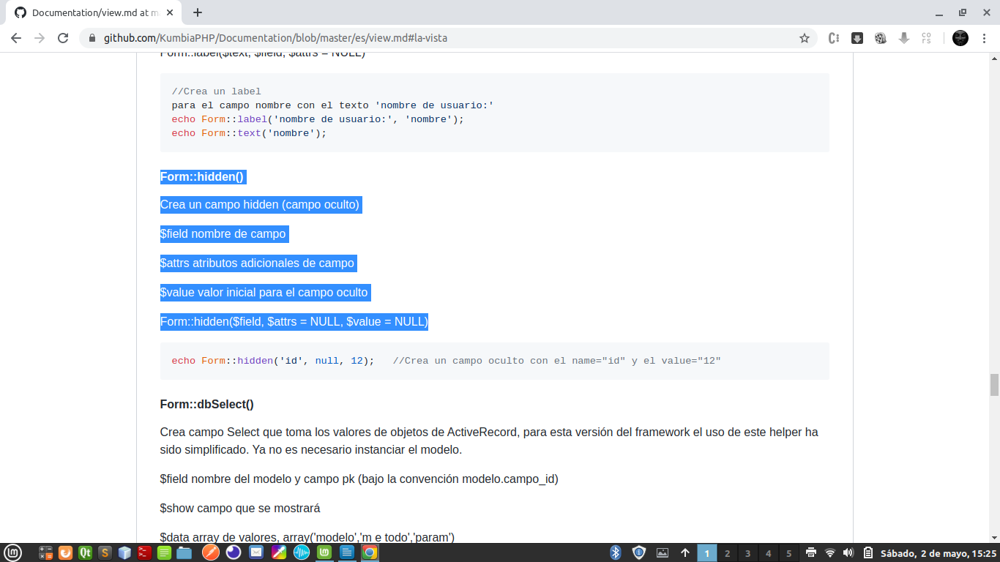 Documentation/view.md at m
github.com/KumbiaPHP/Documentation/blob/master/es/view.md#la-vista
co
rs
Form::label($text, $field, $attrs = NULL)
//Crea un label
para el campo nombre con el texto 'nombre de usuario:'
echo Form::label('nombre de usuario:', 'nombre');
echo Form::text('nombre');
Form::hidden()
Crea un campo hidden (campo oculto)
$field nombre de campo
$attrs atributos adicionales de campo
$value valor inicial para el campo oculto
Form::hidden($field, $attrs = NULL, $value = NULL)
echo Form::hidden('id', null, 12);   //Crea un campo oculto con el name="id" y el value="12"
Form::dbSelect()
Crea campo Select que toma los valores de objetos de ActiveRecord, para esta versión del framework el uso de este helper ha
sido simplificado. Ya no es necesario instanciar el modelo.
$field nombre del modelo y campo pk (bajo la convención modelo.campo_id)
$show campo que se mostrará
$data array de valores, array('modelo','m e todo','param')
Qt
S
1 2 3 4 5
Sábado, 2 de mayo, 15:25